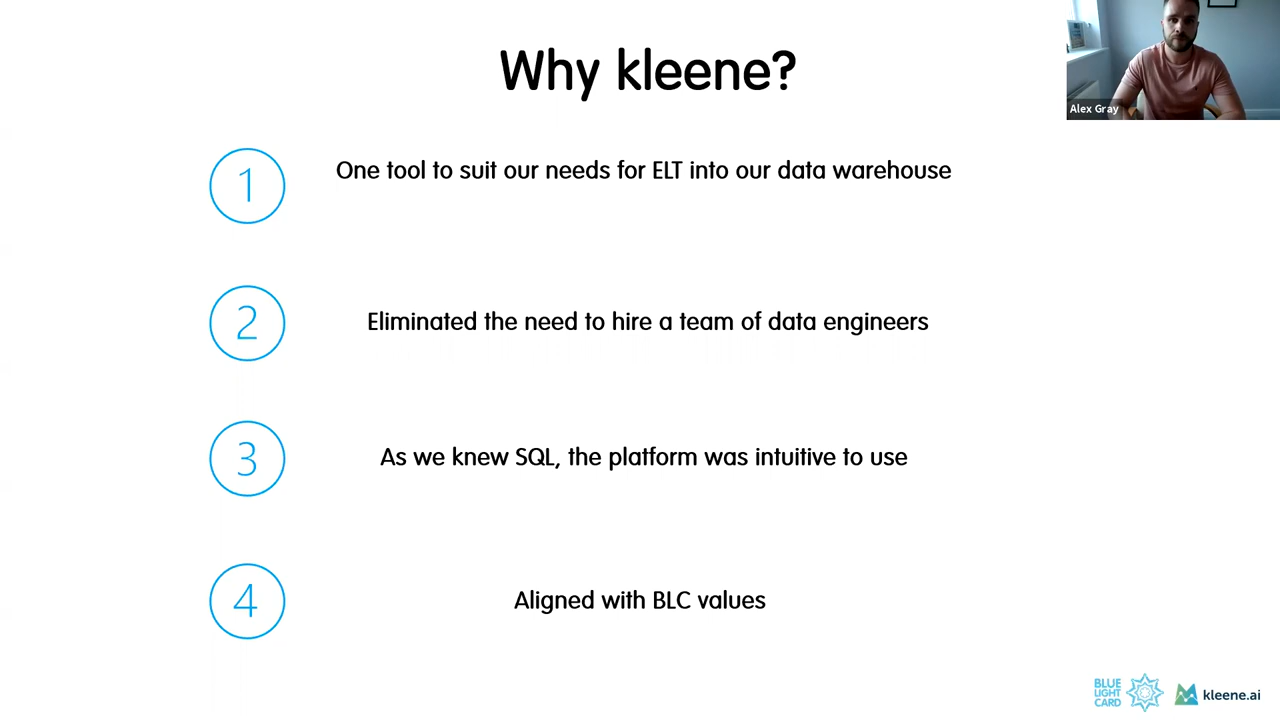 Why kleene?
Alex Gray
1
One tool to suit our needs for ELT into our data warehouse
2
Eliminated the need to hire a team of data engineers
3
As we knew SQL, the platform was intuitive to use
4
Aligned with BLC values
BLUE
LIGHT
CARD
kleene.ai